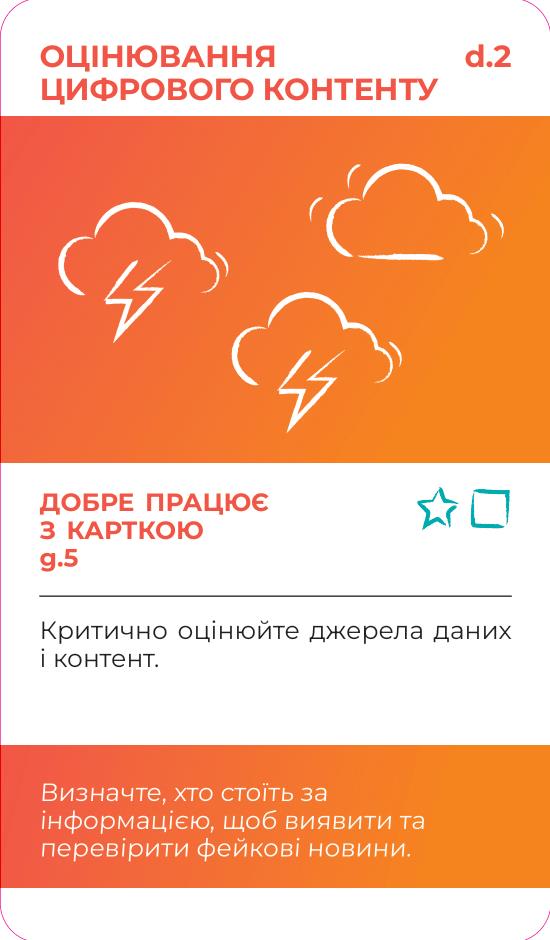 ОЦІНЮВАННЯ d.2
ЦИФРОВОГО КОНТЕНТУ
ДОБРЕ ПРАЦЮЄ
З КАРТКОЮ
g.5
Критично оцінюйте джерела даних
і контент.
Визначте, хто стоїть за
інформацією, щоб виявити та
перевірити фейкові новини.